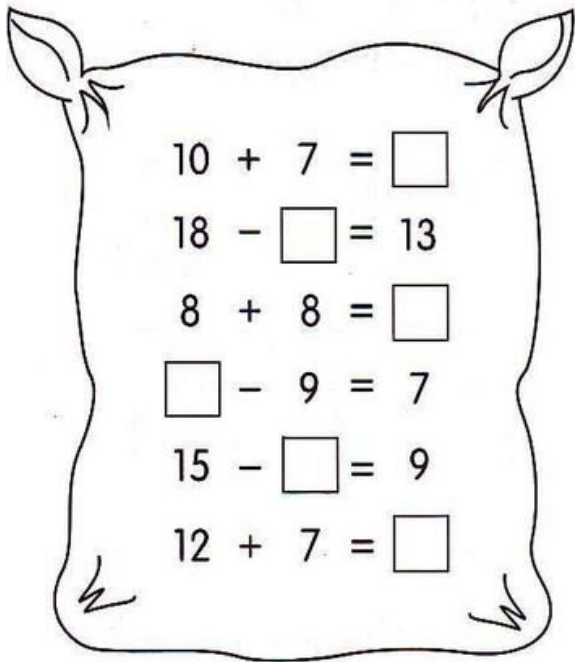 10 + 7 = □
18 - □ = 13
8 + 8 = □
□ - 9 = 7
15 - □ = 9
12 + 7 = □